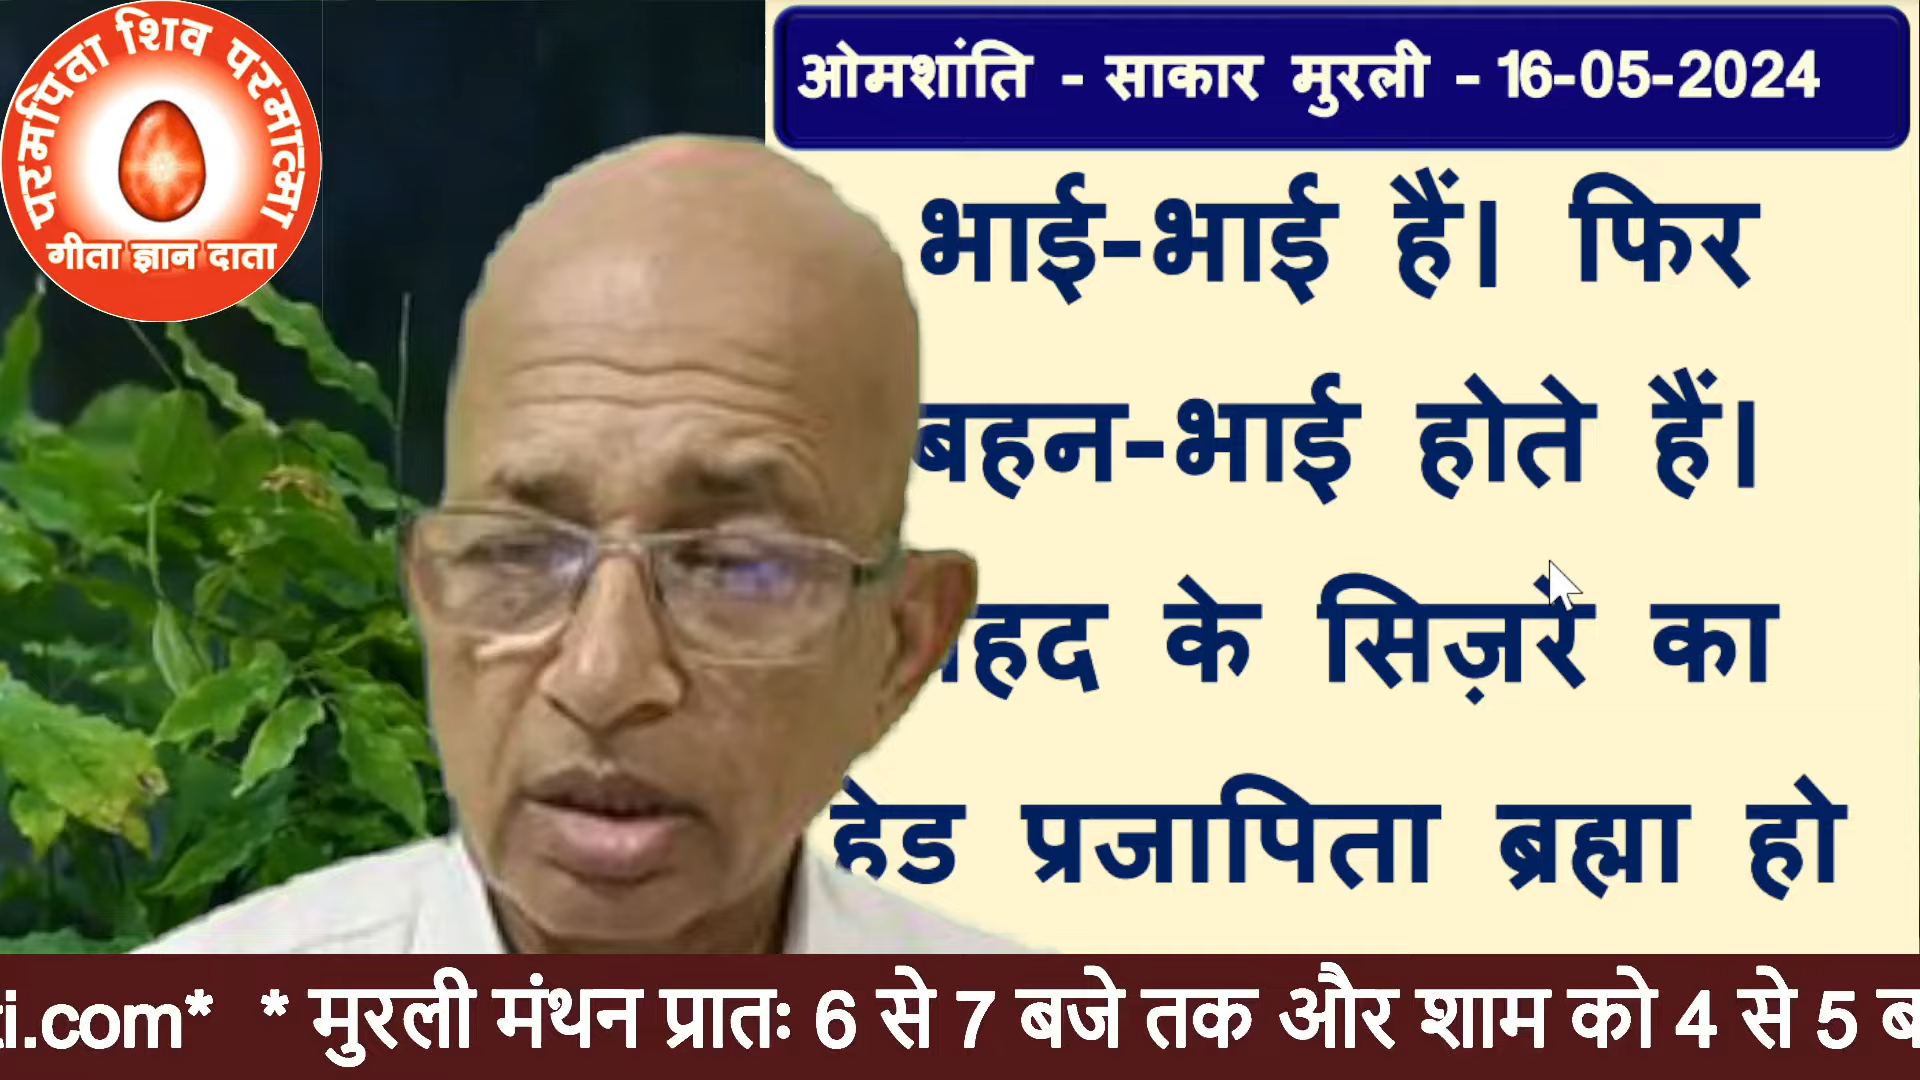 परमपिता शिव परमात्मा
गीता ज्ञान दाता
ओमशांति - साकार मुरली - 16-05-2024
भाई-भाई हैं। फिर
बहन-भाई होते हैं।
के सिज़रे का
हेड प्रजापिता ब्रह्मा हो
ti.com* * मुरली मंथन प्रातः 6 से 7 बजे तक और शाम को 4 से 5 ब